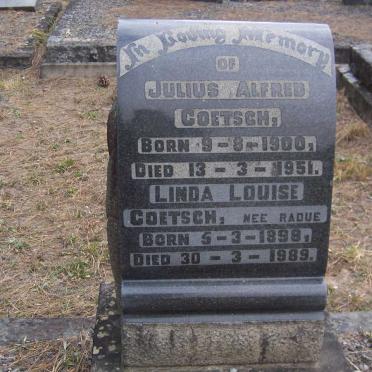 In Loving Memory
OF
JULIUS ALFRED
COETSCH,
BORN 9-8-1900,
DIED 13-3-1951.
LINDA LOUISE
COETSCH, NEE RADUE
BORN 5-3-1898,
DIED 30-3-1989.